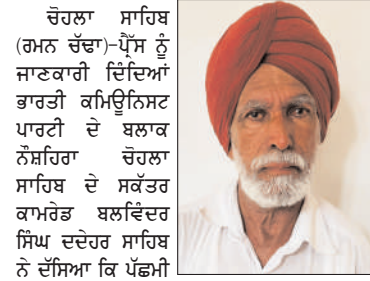 ਚੋਹਲਾ ਸਾਹਿਬ
(ਰਮਨ ਚੱਢਾ)-ਪ੍ਰੈੱਸ ਨੂੰ
ਜਾਣਕਾਰੀ ਦਿੰਦਿਆਂ
ਭਾਰਤੀ ਕਮਿਊਨਿਸਟ
ਪਾਰਟੀ ਦੇ ਬਲਾਕ
ਨੌਸ਼ਹਿਰਾ ਚੋਹਲਾ
ਸਾਹਿਬ ਦੇ ਸਕੱਤਰ
ਕਾਮਰੇਡ ਬਲਵਿੰਦਰ
ਸਿੰਘ ਦਦੇਹਰ ਸਾਹਿਬ
ਨੇ ਦੱਸਿਆ ਕਿ ਪੱਛਮੀ